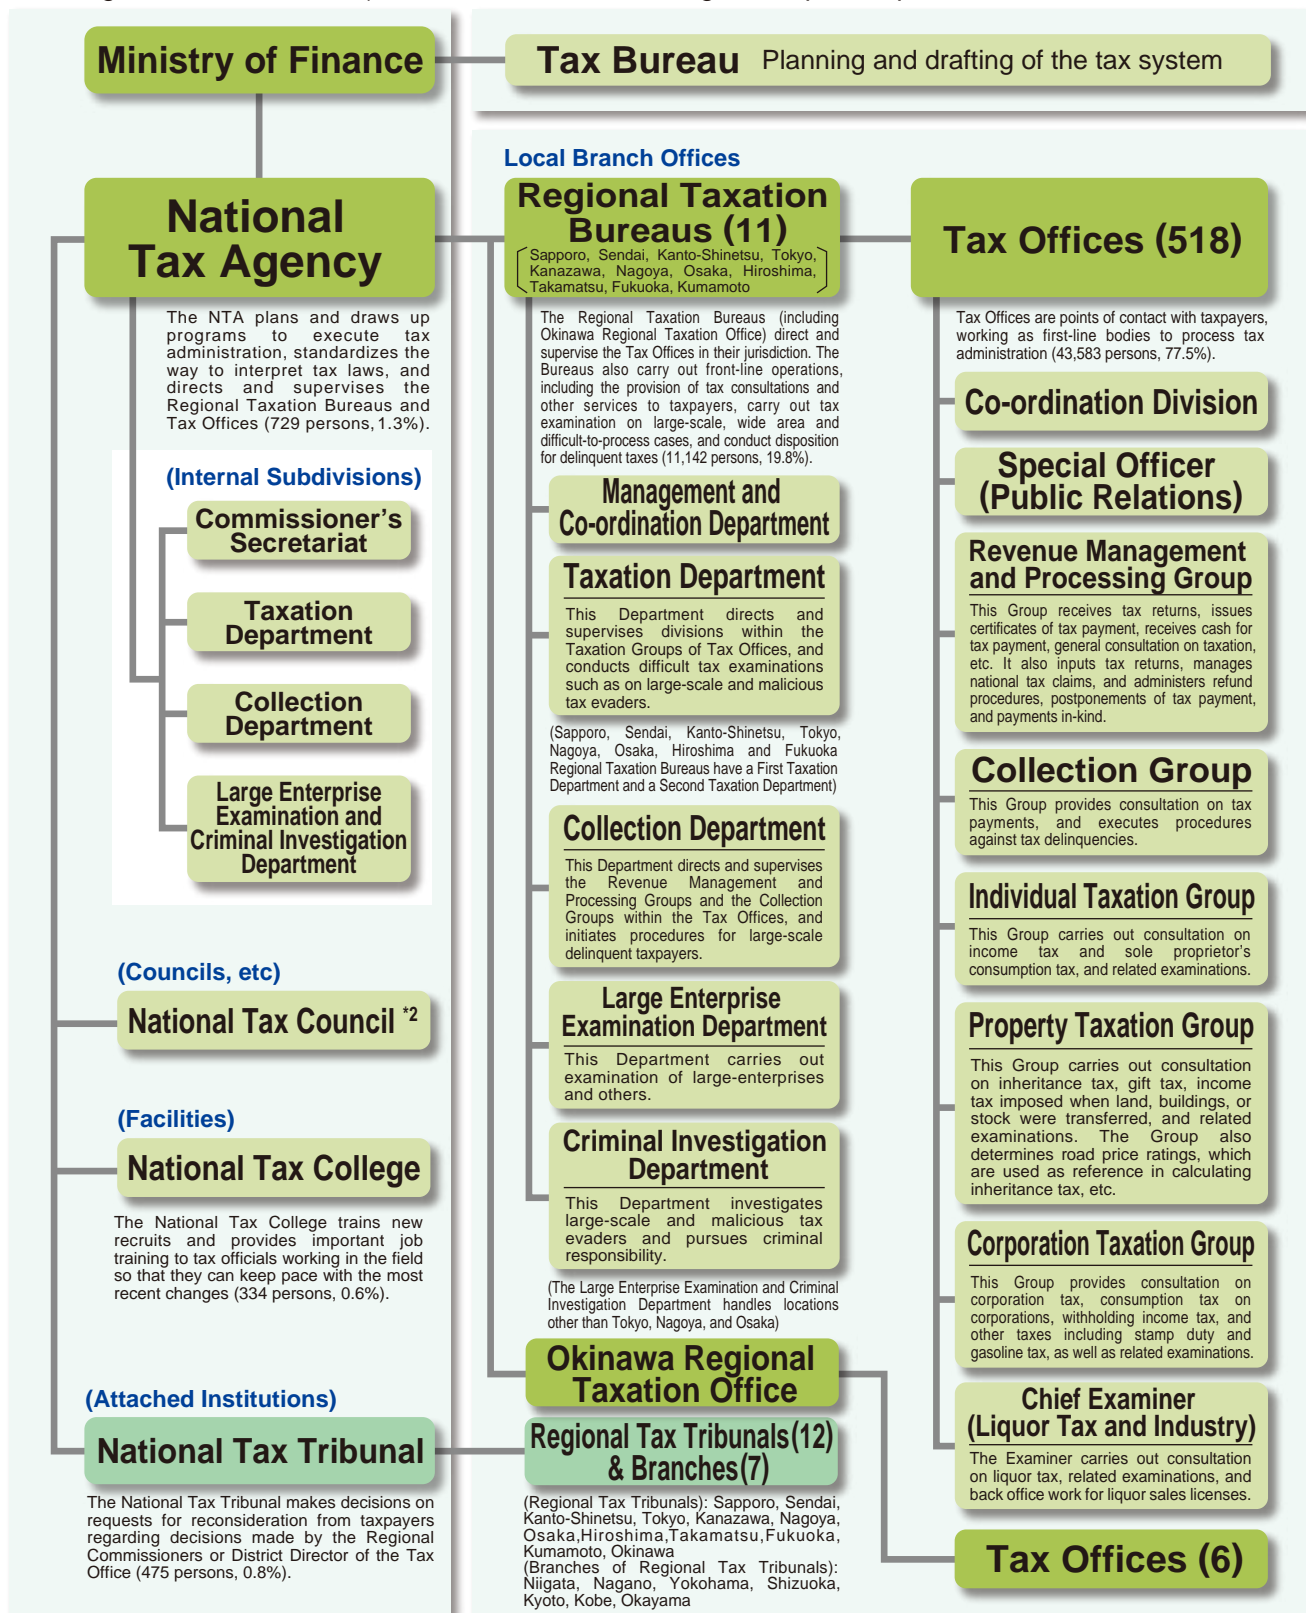 Ministry of Finance
Tax Bureau Planning and drafting of the tax system
National
Tax Agency
The NTA plans and draws up
programs to execute tax
administration, standardizes the
way to interpret tax laws, and
directs and supervises the
Regional Taxation Bureaus and
Tax Offices (729 persons, 1.3%).
(Internal Subdivisions)
Commissioner's
Secretariat
Taxation
Department
Collection
Department
Large Enterprise
Examination and
Criminal Investigation
Department
(Councils, etc)
National Tax Council *2
(Facilities)
National Tax College
The National Tax College trains new
recruits and provides important job
training to tax officials working in the field
so that they can keep pace with the most
recent changes (334 persons, 0.6%).
(Attached Institutions)
National Tax Tribunal
The National Tax Tribunal makes decisions on
requests for reconsideration from taxpayers
regarding decisions made by the Regional
Commissioners or District Director of the Tax
Office (475 persons, 0.8%).
Local Branch Offices
Regional Taxation
Bureaus (11)
Sapporo, Sendai, Kanto-Shinetsu, Tokyo,
Kanazawa, Nagoya, Osaka, Hiroshima,
Takamatsu, Fukuoka, Kumamoto
The Regional Taxation Bureaus (including
Okinawa Regional Taxation Office) direct and
supervise the Tax Offices in their jurisdiction. The
Bureaus also carry out front-line operations,
including the provision of tax consultations and
other services to taxpayers, carry out tax
examination on large-scale, wide area and
difficult-to-process cases, and conduct disposition
for delinquent taxes (11,142 persons, 19.8%).
Management and
Co-ordination Department
Taxation Department
This Department directs and
supervises divisions within the
Taxation Groups of Tax Offices, and
conducts difficult tax examinations
such as on large-scale and malicious
tax evaders.
(Sapporo, Sendai, Kanto-Shinetsu, Tokyo,
Nagoya, Osaka, Hiroshima and Fukuoka
Regional Taxation Bureaus have a First Taxation
Department and a Second Taxation Department)
Collection Department
This Department directs and supervises
the Revenue Management and
Processing Groups and the Collection
Groups within the Tax Offices, and
initiates procedures for large-scale
delinquent taxpayers.
Large Enterprise
Examination Department
This Department carries out
examination of large-enterprises
and others.
Criminal Investigation
Department
This Department investigates
large-scale and malicious tax
evaders and pursues criminal
responsibility.
(The Large Enterprise Examination and Criminal
Investigation Department handles locations
other than Tokyo, Nagoya, and Osaka)
Okinawa Regional
Taxation Office
Regional Tax Tribunals (12)
& Branches (7)
(Regional Tax Tribunals): Sapporo, Sendai,
Kanto-Shinetsu, Tokyo, Kanazawa, Nagoya,
Osaka,Hiroshima,Takamatsu,Fukuoka,
Kumamoto, Okinawa
(Branches of Regional Tax Tribunals):
Niigata, Nagano, Yokohama, Shizuoka,
Kyoto, Kobe, Okayama
Tax Offices (518)
Tax Offices are points of contact with taxpayers,
working as first-line bodies to process tax
administration (43,583 persons, 77.5%).
Co-ordination Division
Special Officer
(Public Relations)
Revenue Management
and Processing Group
This Group receives tax returns, issues
certificates of tax payment, receives cash for
tax payment, general consultation on taxation,
etc. It also inputs tax returns, manages
national tax claims, and administers refund
procedures, postponements of tax payment,
and payments in-kind.
Collection Group
This Group provides consultation on tax
payments, and executes procedures
against tax delinquencies.
Individual Taxation Group
This Group carries out consultation on
income tax and sole proprietor's
consumption tax, and related examinations.
Property Taxation Group
This Group carries out consultation
on inheritance tax, gift tax, income
tax imposed when land, buildings, or
stock were transferred, and related
examinations. The Group also
determines road price ratings, which
are used as reference in calculating
inheritance tax, etc.
Corporation Taxation Group
This Group provides consultation on
corporation tax, consumption tax on
corporations, withholding income tax, and
other taxes including stamp duty and
gasoline tax, as well as related examinations.
Chief Examiner
(Liquor Tax and Industry)
The Examiner carries out consultation
on liquor tax, related examinations, and
back office work for liquor sales licenses.
Tax Offices (6)